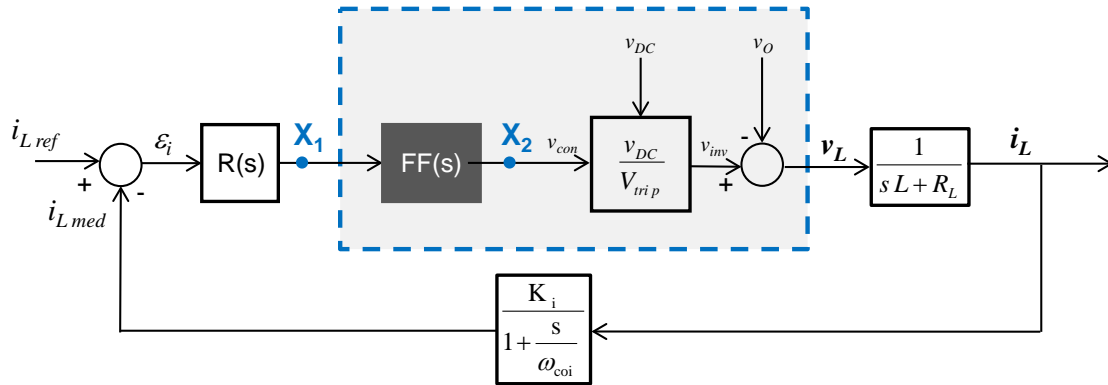 v_DC
v_O
i_L ref
ε_i
R(s)
X_1
FF(s)
X_2
v_con
v_DC
V_tri p
v_inv
-
v_L
1
s L + R_L
i_L
+
-
+
i_L med
K_i
1+ s
ω_coi